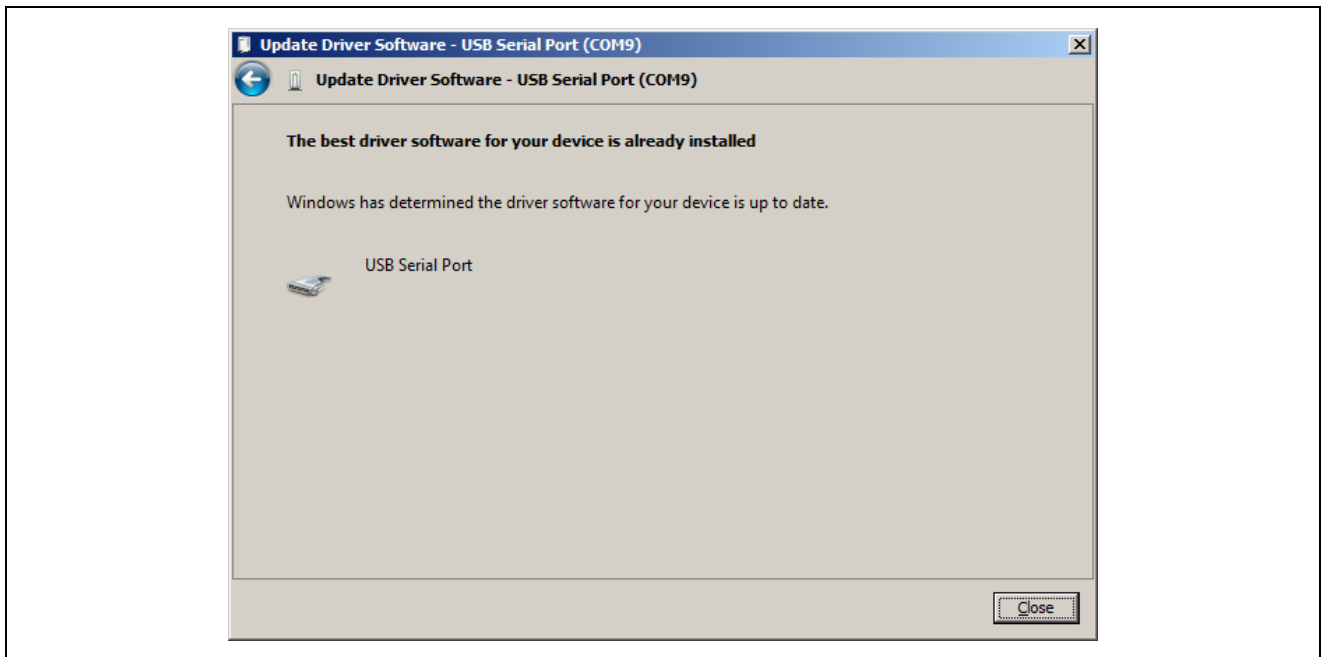 Update Driver Software - USB Serial Port (COM9)
Update Driver Software - USB Serial Port (COM9)
The best driver software for your device is already installed
Windows has determined the driver software for your device is up to date.
USB Serial Port
Close